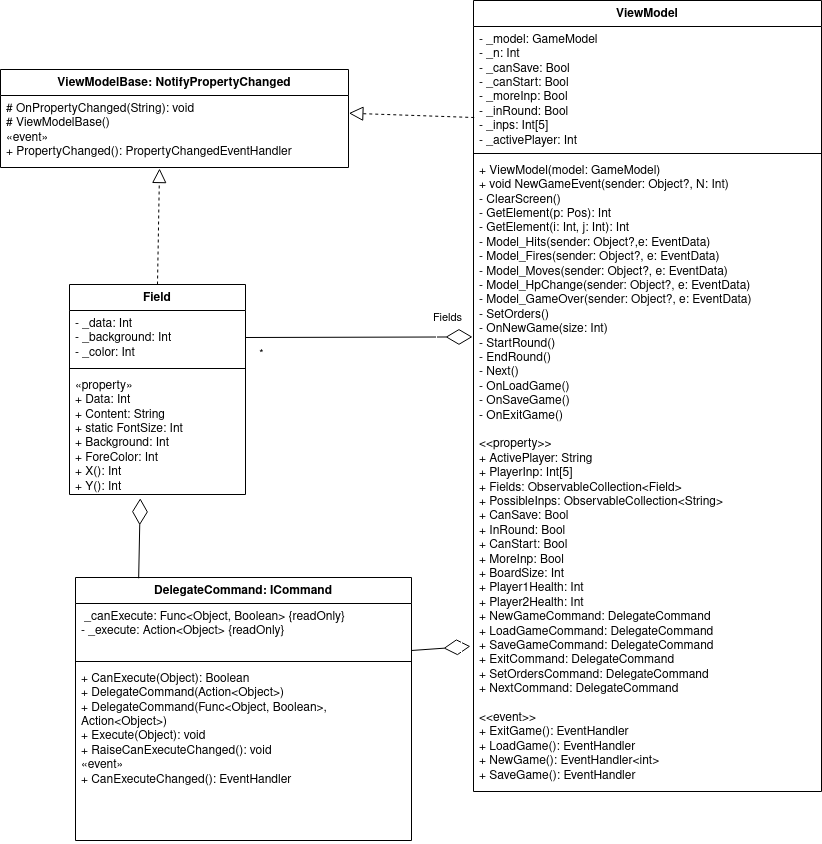 ViewModel
- _model: GameModel
- _n: Int
- _canSave: Bool
- _canStart: Bool
- _moreInp: Bool
- _inRound: Bool
- _inps: Int[5]
- _activePlayer: Int
+ ViewModel(model: GameModel)
+ void NewGameEvent(sender: Object?, N: Int)
- ClearScreen()
- GetElement(p: Pos): Int
- GetElement(i: Int, j: Int): Int
- Model_Hits(sender: Object?,e: EventData)
- Model_Fires(sender: Object?, e: EventData)
- Model_Moves(sender: Object?, e: EventData)
- Model_HpChange(sender: Object?, e: EventData)
- Model_GameOver(sender: Object?, e: EventData)
- SetOrders()
- OnNewGame(size: Int)
- StartRound()
- EndRound()
- Next()
- OnLoadGame()
- OnSaveGame()
- OnExitGame()
<<property>>
+ ActivePlayer: String
+ PlayerInp: Int[5]
+ Fields: ObservableCollection<Field>
+ PossibleInps: ObservableCollection<String>
+ CanSave: Bool
+ InRound: Bool
+ CanStart: Bool
+ MoreInp: Bool
+ BoardSize: Int
+ Player1Health: Int
+ Player2Health: Int
+ NewGameCommand: DelegateCommand
+ LoadGameCommand: DelegateCommand
+ SaveGameCommand: DelegateCommand
+ ExitCommand: DelegateCommand
+ SetOrdersCommand: DelegateCommand
+ NextCommand: DelegateCommand
<<event>>
+ ExitGame(): EventHandler
+ LoadGame(): EventHandler
+ NewGame(): EventHandler<int>
+ SaveGame(): EventHandler
ViewModelBase: NotifyPropertyChanged
# OnPropertyChanged(String): void
# ViewModelBase()
«event»
+ PropertyChanged(): PropertyChangedEventHandler
Field
- _data: Int
- _background: Int
- _color: Int
«property»
+ Data: Int
+ Content: String
+ static FontSize: Int
+ Background: Int
+ ForeColor: Int
+ X(): Int
+ Y(): Int
Fields
*
DelegateCommand: ICommand
_canExecute: Func<Object, Boolean> {readOnly}
- _execute: Action<Object> {readOnly}
+ CanExecute(Object): Boolean
+ DelegateCommand(Action<Object>)
+ DelegateCommand(Func<Object, Boolean>,
Action<Object>)
+ Execute(Object): void
+ RaiseCanExecuteChanged(): void
«event»
+ CanExecuteChanged(): EventHandler